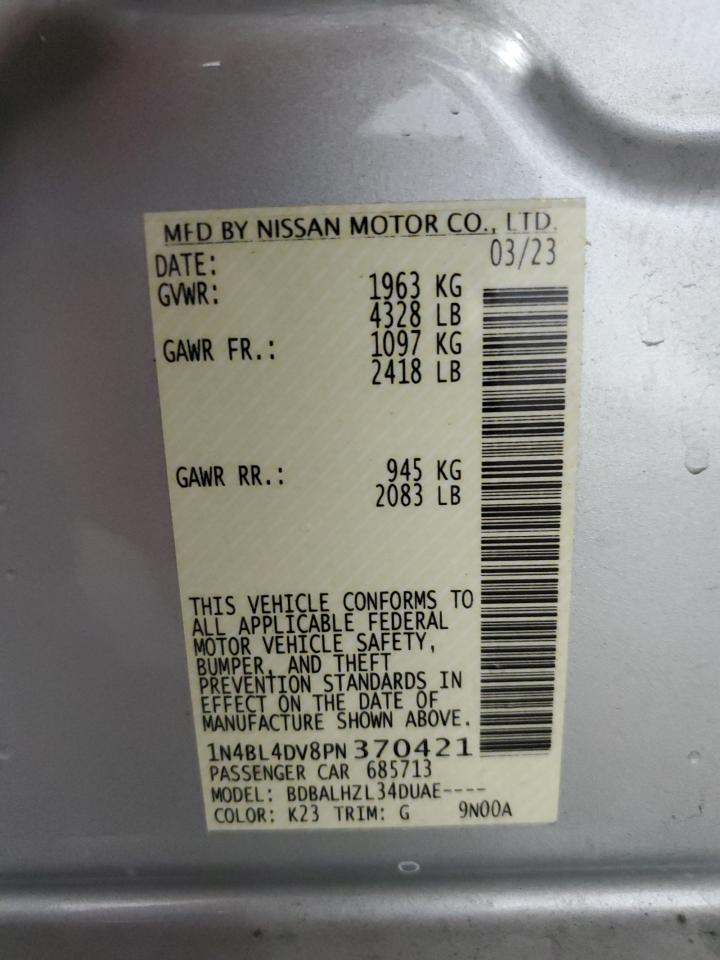 MFD BY NISSAN MOTOR CO., LTD.
DATE: 03/23
GVWR: 1963 KG
4328 LB
GAWR FR.: 1097 KG
2418 LB
GAWR RR.: 945 KG
2083 LB
THIS VEHICLE CONFORMS TO
ALL APPLICABLE FEDERAL
MOTOR VEHICLE SAFETY,
BUMPER, AND THEFT
PREVENTION STANDARDS IN
EFFECT ON THE DATE OF
MANUFACTURE SHOWN ABOVE.
1N4BL4DV8PN370421
PASSENGER CAR 685713
MODEL: BDBALHZL34DUAE----
COLOR: K23 TRIM: G 9N00A